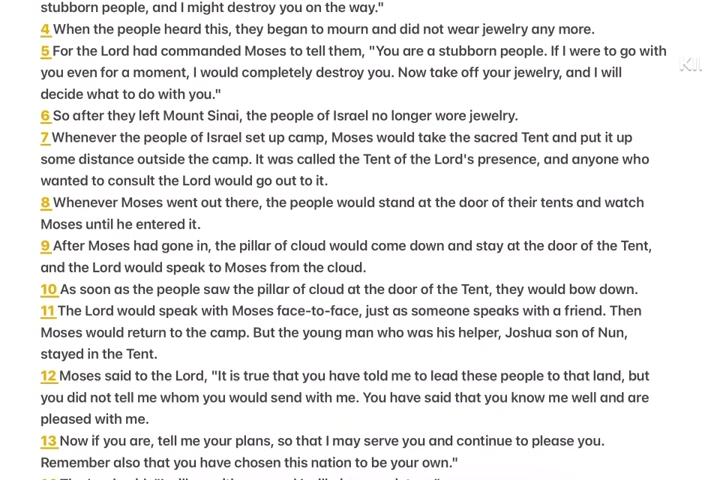 stubborn people, and I might destroy you on the way."
4 When the people heard this, they began to mourn and did not wear jewelry any more.
5 For the Lord had commanded Moses to tell them, "You are a stubborn people. If I were to go with
you even for a moment, I would completely destroy you. Now take off your jewelry, and I will
decide what to do with you."
6 So after they left Mount Sinai, the people of Israel no longer wore jewelry.
7 Whenever the people of Israel set up camp, Moses would take the sacred Tent and put it up
some distance outside the camp. It was called the Tent of the Lord's presence, and anyone who
wanted to consult the Lord would go out to it.
8 Whenever Moses went out there, the people would stand at the door of their tents and watch
Moses until he entered it.
9 After Moses had gone in, the pillar of cloud would come down and stay at the door of the Tent,
and the Lord would speak to Moses from the cloud.
10 As soon as the people saw the pillar of cloud at the door of the Tent, they would bow down.
11 The Lord would speak with Moses face-to-face, just as someone speaks with a friend. Then
Moses would return to the camp. But the young man who was his helper, Joshua son of Nun,
stayed in the Tent.
12 Moses said to the Lord, "It is true that you have told me to lead these people to that land, but
you did not tell me whom you would send with me. You have said that you know me well and are
pleased with me.
13 Now if you are, tell me your plans, so that I may serve you and continue to please you.
Remember also that you have chosen this nation to be your own."